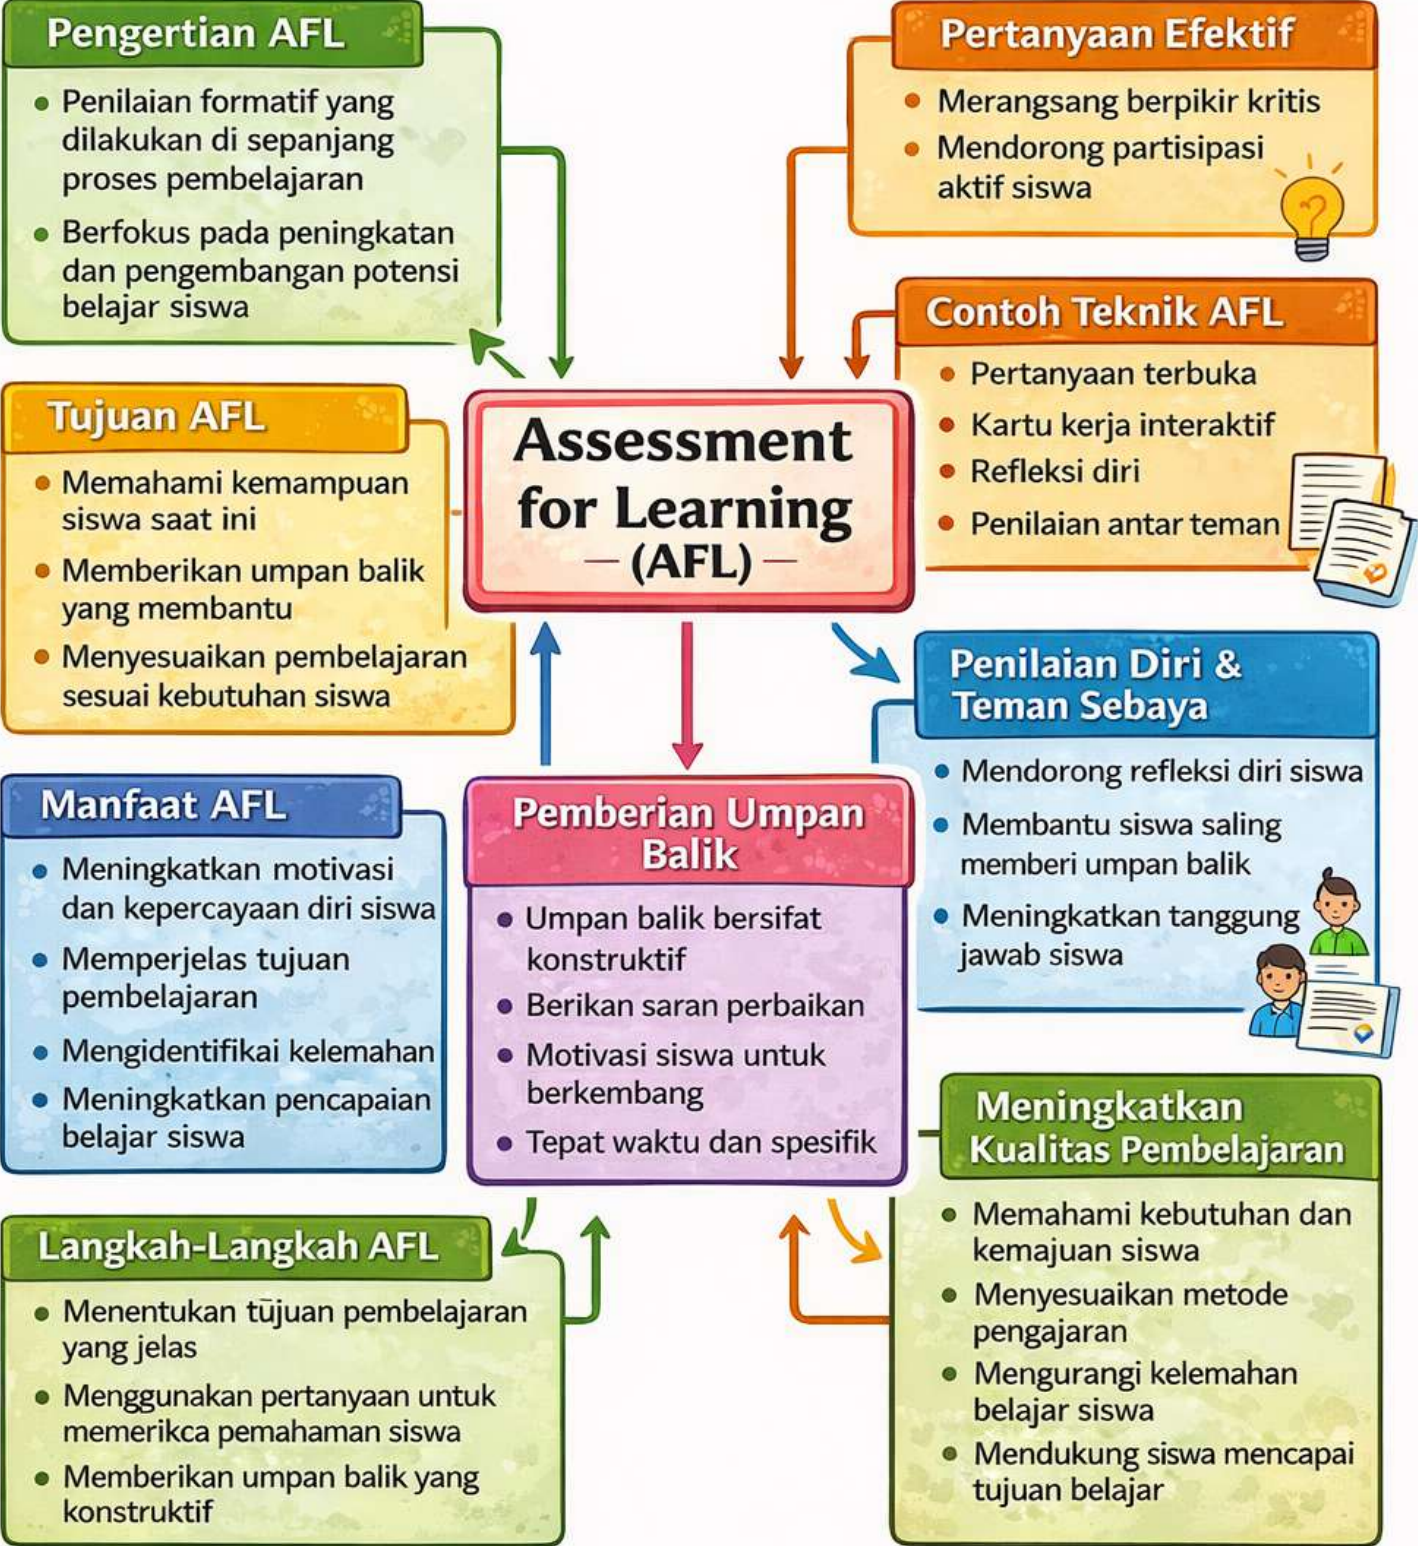 Pengertian AFL
• Penilaian formatif yang
dilakukan di sepanjang
proses pembelajaran
• Berfokus pada peningkatan
dan pengembangan potensi
belajar siswa
Pertanyaan Efektif
• Merangsang berpikir kritis
• Mendorong partisipasi
aktif siswa
?
Contoh Teknik AFL
• Pertanyaan terbuka
• Kartu kerja interaktif
• Refleksi diri
• Penilaian antar teman
Tujuan AFL
• Memahami kemampuan
siswa saat ini
• Memberikan umpan balik
yang membantu
• Menyesuaikan pembelajaran
sesuai kebutuhan siswa
Assessment
for Learning
— (AFL) —
Penilaian Diri &
Teman Sebaya
• Mendorong refleksi diri siswa
• Membantu siswa saling
memberi umpan balik
• Meningkatkan tanggung
jawab siswa
Manfaat AFL
• Meningkatkan motivasi
dan kepercayaan diri siswa
• Memperjelas tujuan
pembelajaran
• Mengidentifikai kelemahan
• Meningkatkan pencapaian
belajar siswa
Pemberian Umpan
Balik
• Umpan balik bersifat
konstruktif
• Berikan saran perbaikan
• Motivasi siswa untuk
berkembang
• Tepat waktu dan spesifik
Meningkatkan
Kualitas Pembelajaran
• Memahami kebutuhan dan
kemajuan siswa
• Menyesuaikan metode
pengajaran
• Mengurangi kelemahan
belajar siswa
• Mendukung siswa mencapai
tujuan belajar
Langkah-Langkah AFL
• Menentukan tūjuan pembelajaran
yang jelas
• Menggunakan pertanyaan untuk
memerikca pemahaman siswa
• Memberikan umpan balik yang
konstruktif